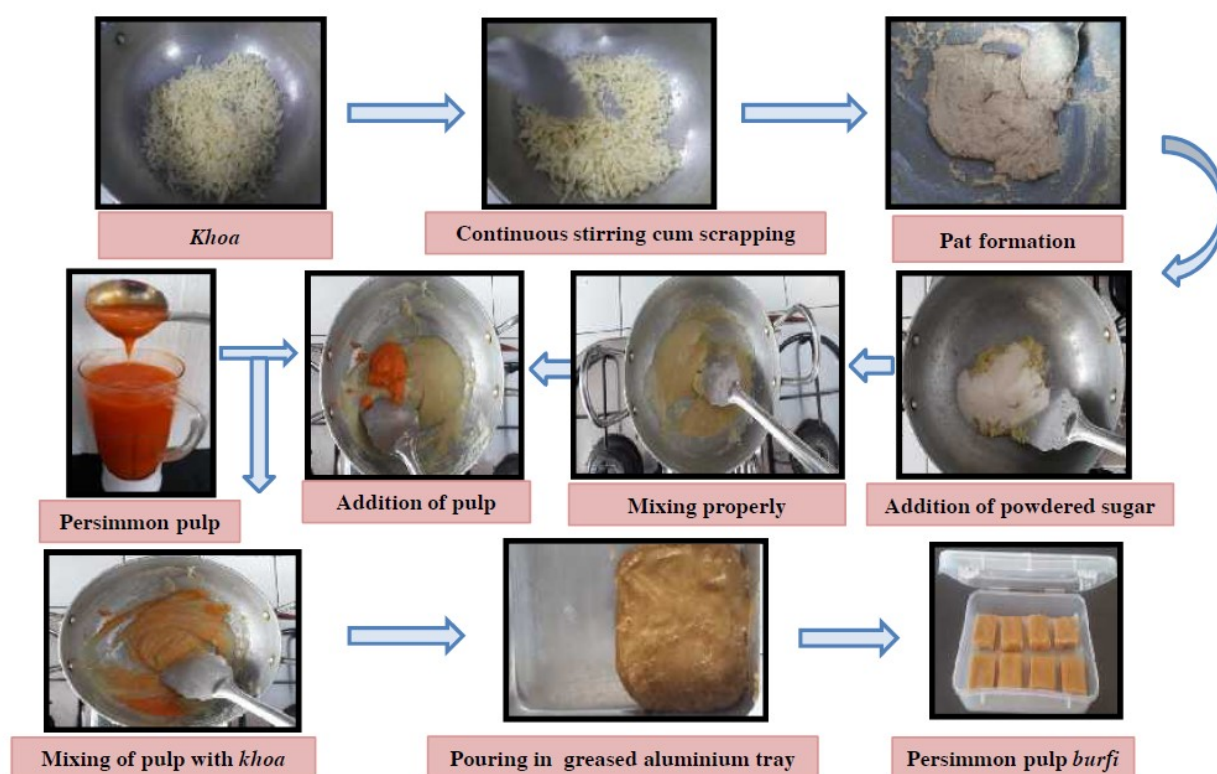 Khoa
Continuous stirring cum scrapping
Pat formation
Persimmon pulp
Addition of pulp
Mixing properly
Addition of powdered sugar
Mixing of pulp with khoa
Pouring in greased aluminium tray
Persimmon pulp burfi